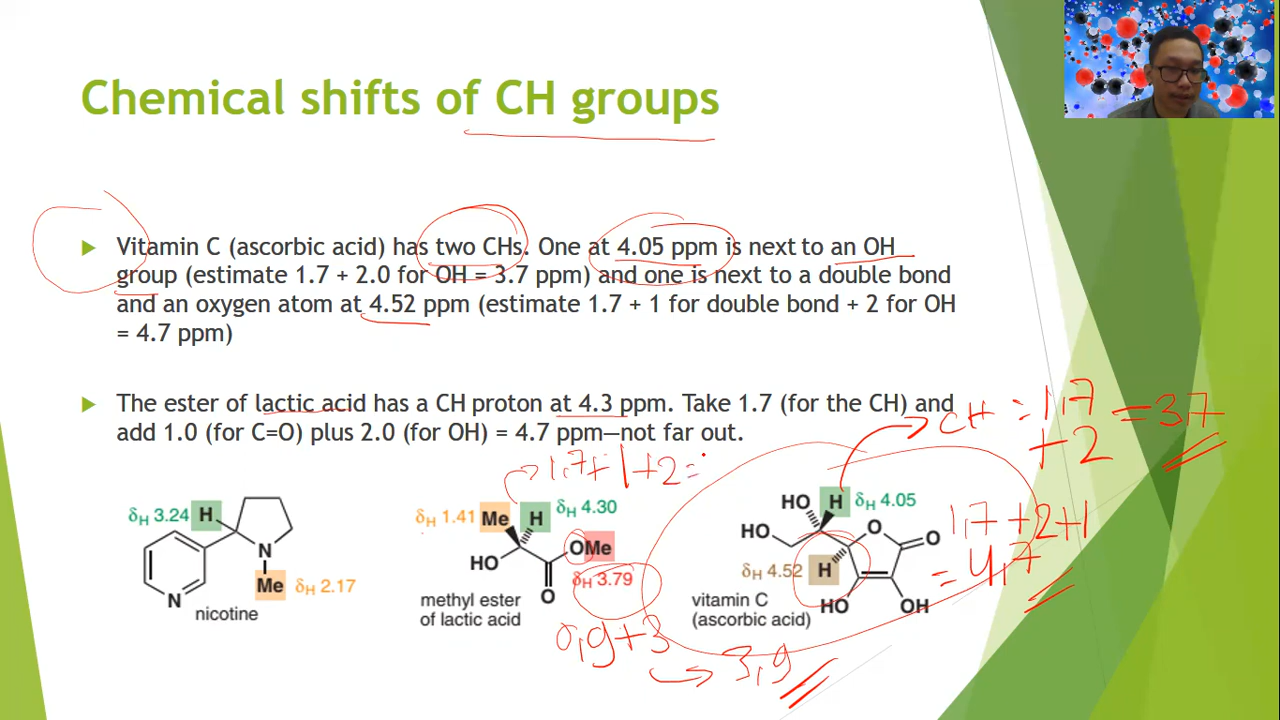 Chemical shifts of CH groups
Vitamin C (ascorbic acid) has two CHs. One at 4.05 ppm is next to an OH
group (estimate 1.7 + 2.0 for OH = 3.7 ppm) and one is next to a double bond
and an oxygen atom at 4.52 ppm (estimate 1.7 + 1 for double bond + 2 for OH
= 4.7 ppm)
The ester of lactic acid has a CH proton at 4.3 ppm. Take 1.7 (for the CH) and
add 1.0 (for C=O) plus 2.0 (for OH) = 4.7 ppm—not far out.
CH = 1,7
+2
= 3,7
1,7+1+2=
δH 3.24 H
N
Me δH 2.17
N
nicotine
δH 1.41 Me H δH 4.30
OMe
HO
δH 3.79
O
methyl ester
of lactic acid
0,9+3
3,9
HO H δH 4.05
HO
O
O
δH 4.52 H
HO
OH
vitamin C
(ascorbic acid)
1,7+2+1
= 4,7